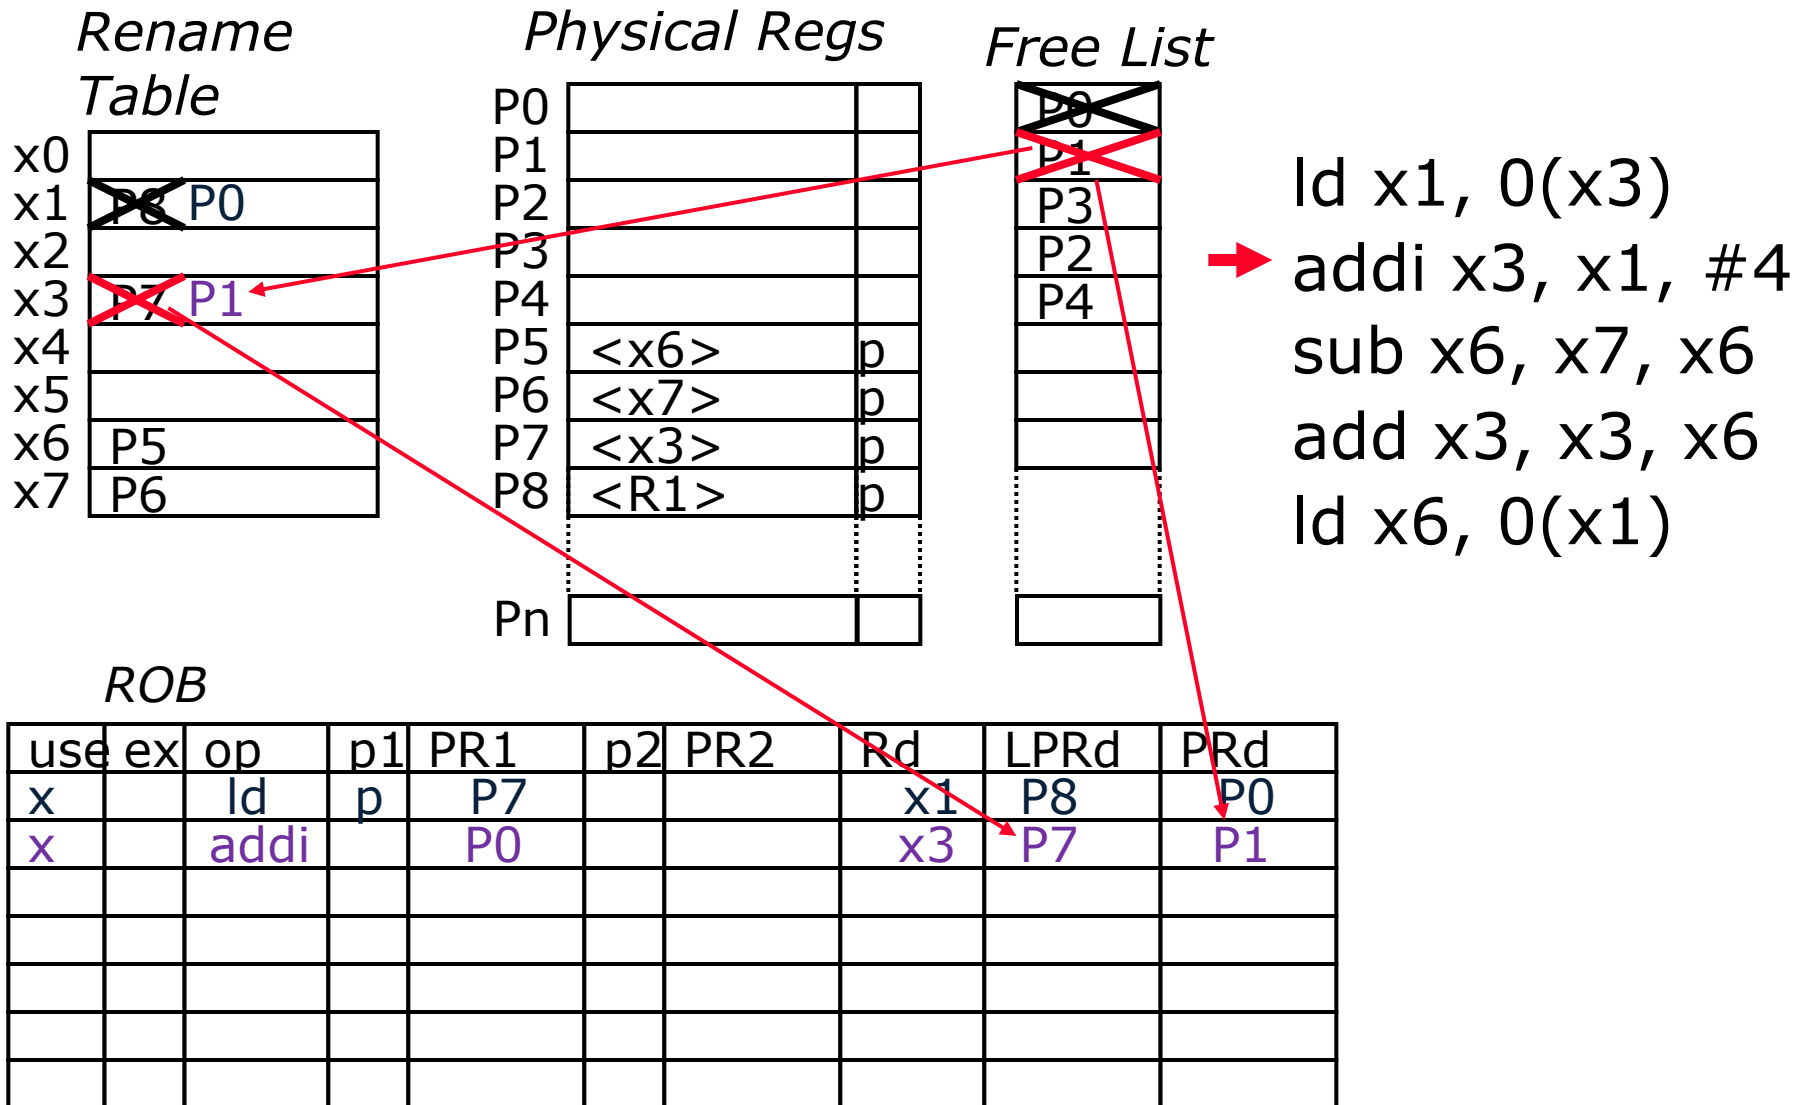 Rename
Table
x0
x1 P8 P0
x2
x3 P7 P1
x4
x5
x6 P5
x7 P6
Physical Regs
P0
P1
P2
P3
P4
P5 <x6> p
P6 <x7> p
P7 <x3> p
P8 <R1> p
Pn
Free List
P0
P1
P3
P2
P4
ld x1, 0(x3)
addi x3, x1, #4
sub x6, x7, x6
add x3, x3, x6
ld x6, 0(x1)
ROB
use ex op p1 PR1 p2 PR2 Rd LPRd PRd
x ld p P7 x1 P8 P0
x addi P0 x3 P7 P1